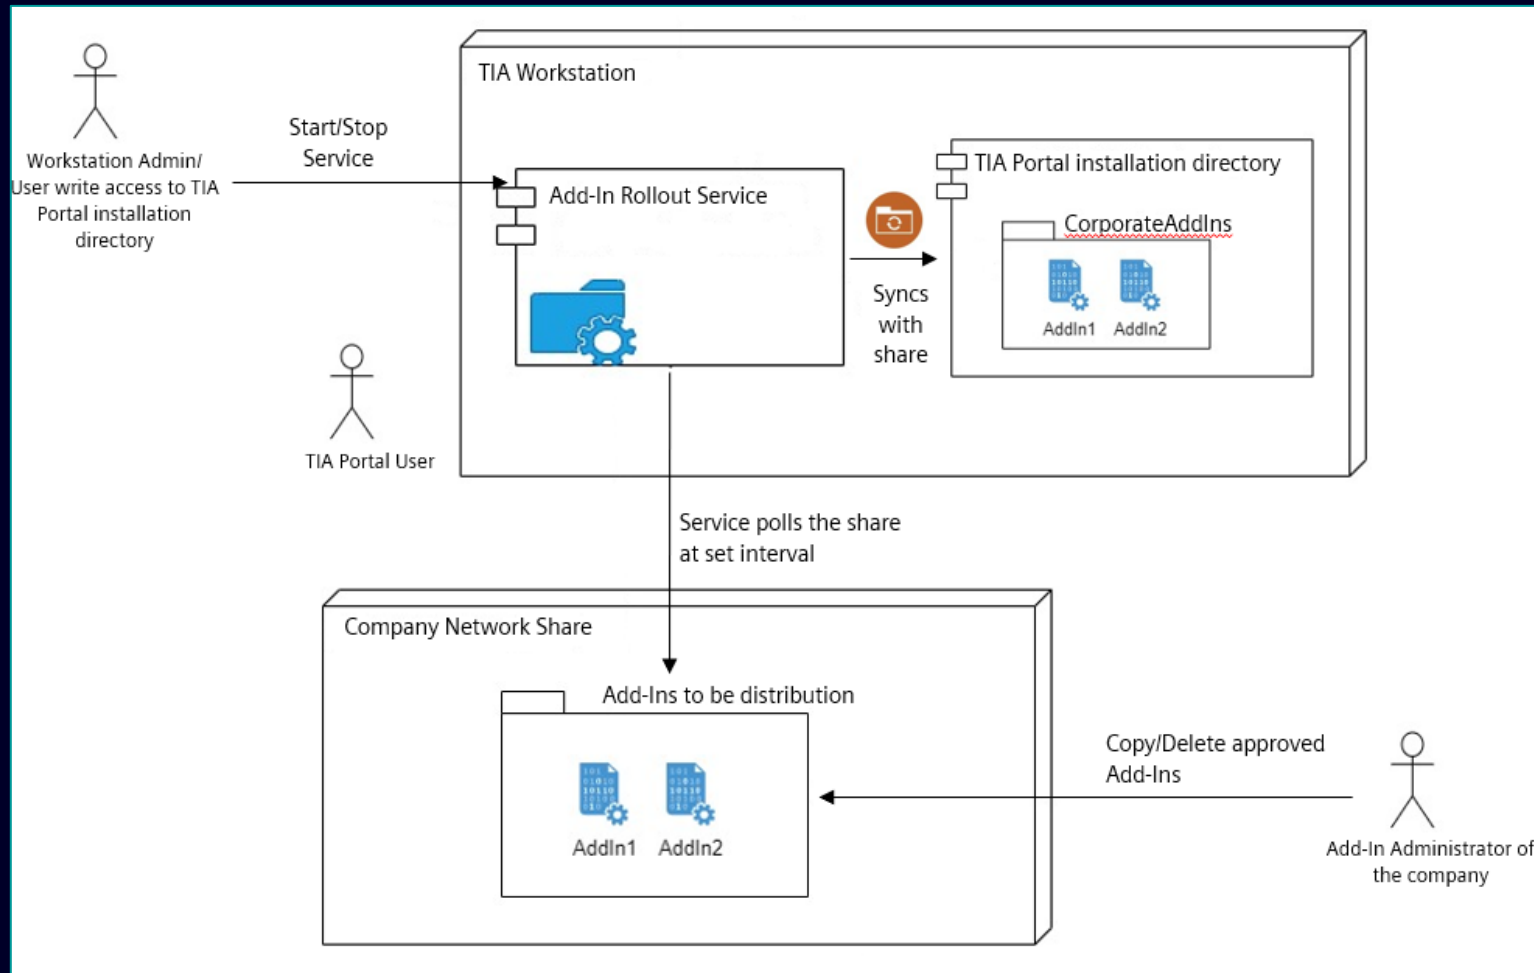 TIA Workstation
Start/Stop
Service
Workstation Admin/
User write access to TIA
Portal installation
directory
Add-In Rollout Service
TIA Portal installation directory
CorporateAddIns
AddIn1 AddIn2
Syncs
with
share
TIA Portal User
Service polls the share
at set interval
Company Network Share
Add-Ins to be distribution
AddIn1 AddIn2
Copy/Delete approved
Add-Ins
Add-In Administrator of
the company